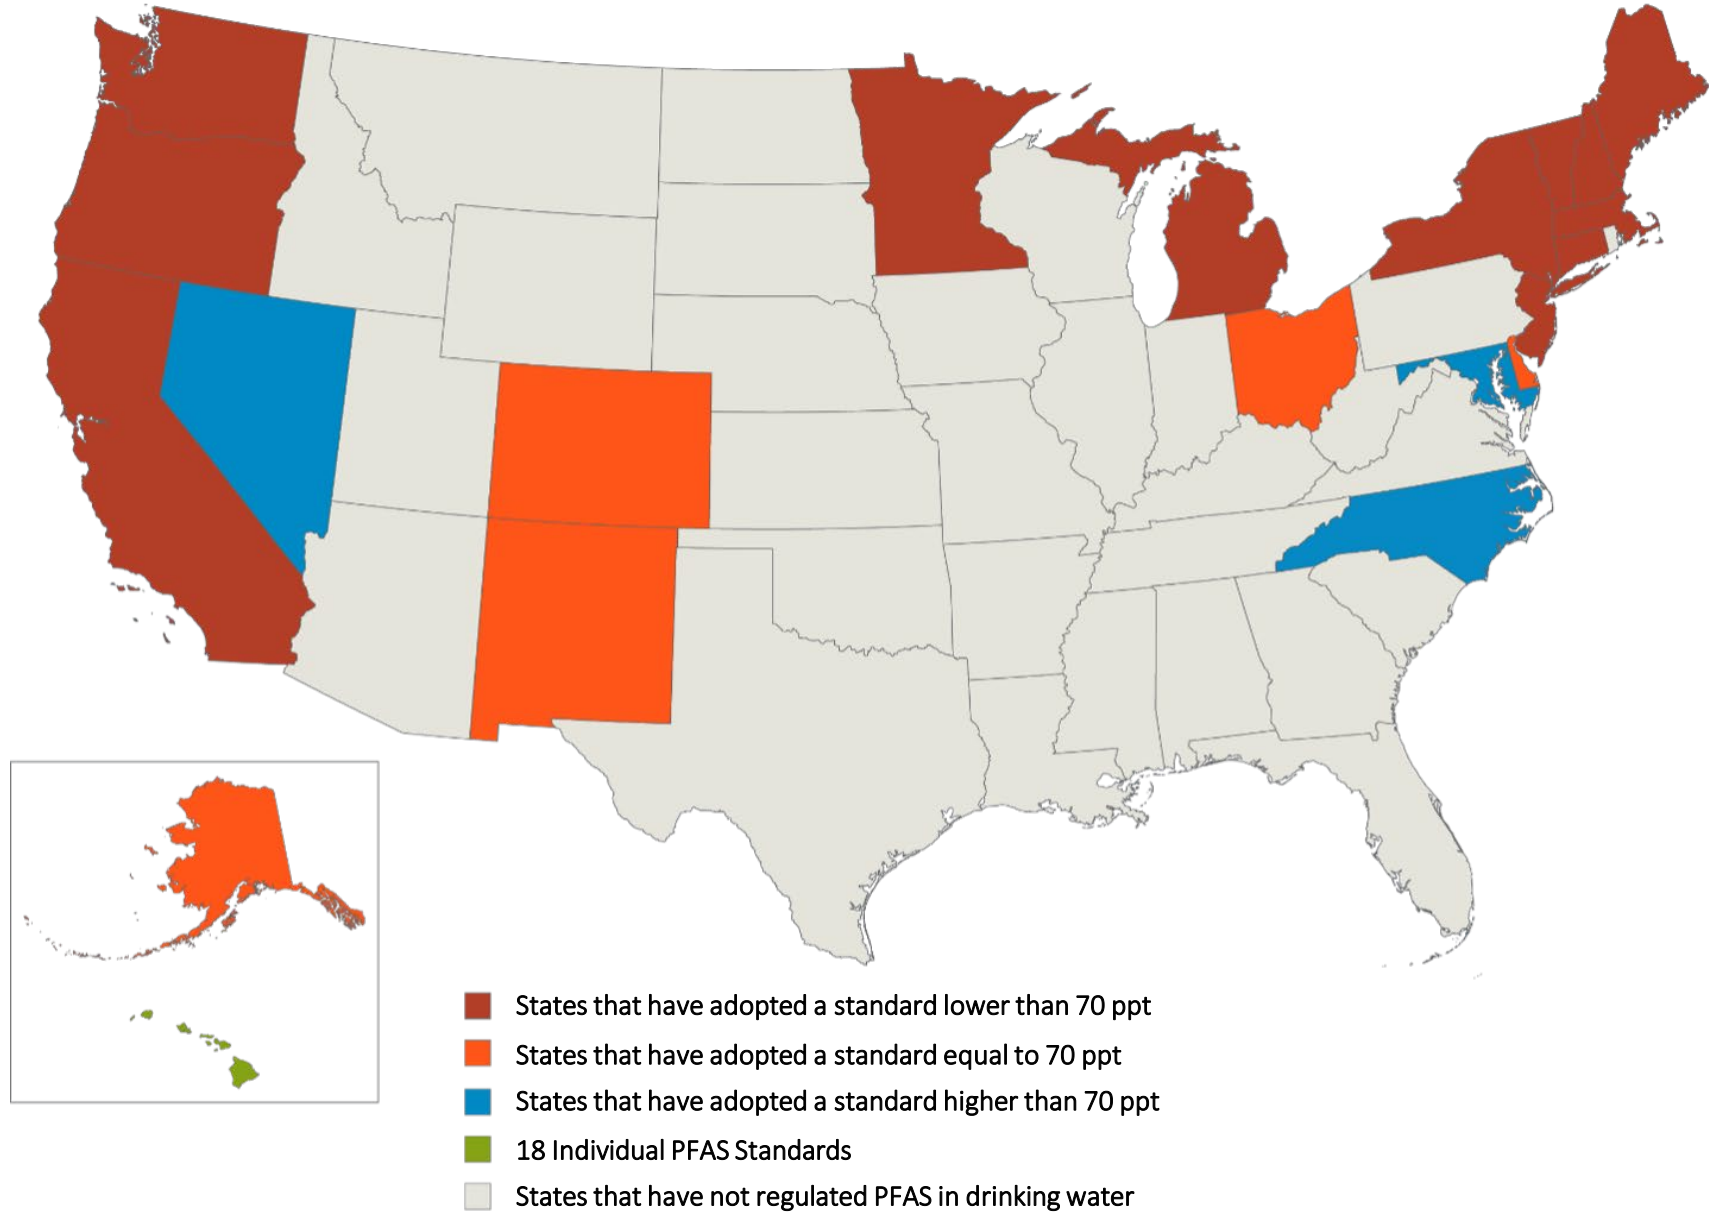 States that have adopted a standard lower than 70 ppt
States that have adopted a standard equal to 70 ppt
States that have adopted a standard higher than 70 ppt
18 Individual PFAS Standards
States that have not regulated PFAS in drinking water